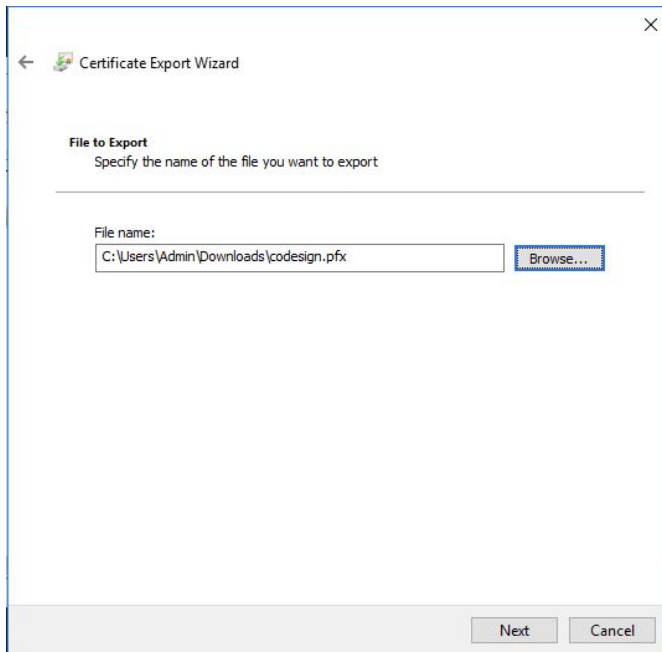 Certificate Export Wizard
File to Export
Specify the name of the file you want to export
File name:
C:\Users\Admin\Downloads\codesign.pfx
Browse...
Next
Cancel